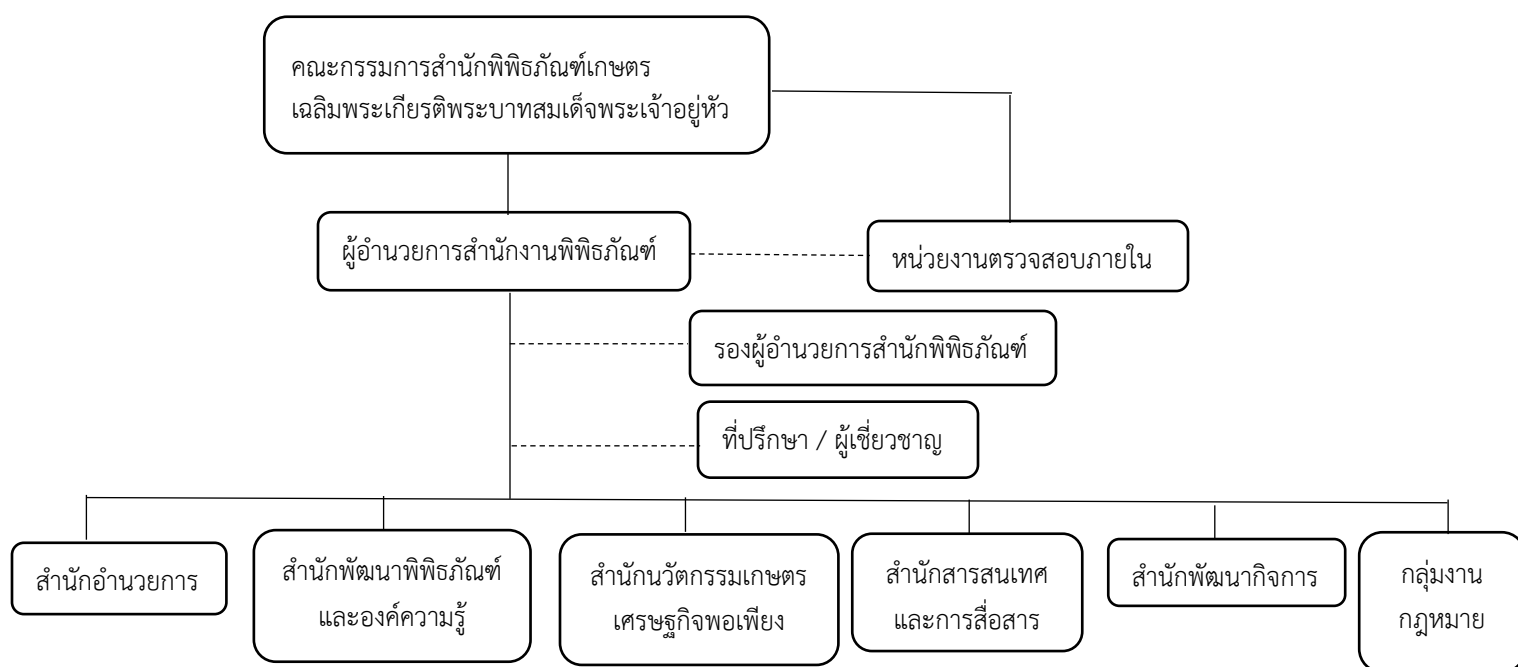 คณะกรรมการสำนักพิพิธภัณฑ์เกษตร
เฉลิมพระเกียรติพระบาทสมเด็จพระเจ้าอยู่หัว
ผู้อำนวยการสำนักงานพิพิธภัณฑ์
หน่วยงานตรวจสอบภายใน
รองผู้อำนวยการสำนักพิพิธภัณฑ์
ที่ปรึกษา / ผู้เชี่ยวชาญ
สำนักอำนวยการ
สำนักพัฒนาพิพิธภัณฑ์
และองค์ความรู้
สำนักนวัตกรรมเกษตร
เศรษฐกิจพอเพียง
สำนักสารสนเทศ
และการสื่อสาร
สำนักพัฒนากิจการ
กลุ่มงาน
กฎหมาย